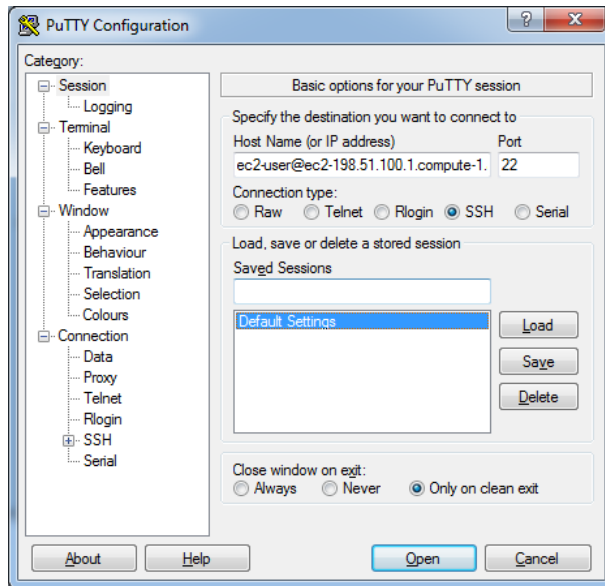 PuTTY Configuration
Category:
Session
Logging
Terminal
Keyboard
Bell
Features
Window
Appearance
Behaviour
Translation
Selection
Colours
Connection
Data
Proxy
Telnet
Rlogin
SSH
Serial
Basic options for your PuTTY session
Specify the destination you want to connect to
Host Name (or IP address) Port
ec2-user@ec2-198.51.100.1.compute-1. 22
Connection type:
Raw Telnet Rlogin SSH Serial
Load, save or delete a stored session
Saved Sessions
Default Settings
Load
Save
Delete
Close window on exit:
Always Never Only on clean exit
About Help Open Cancel